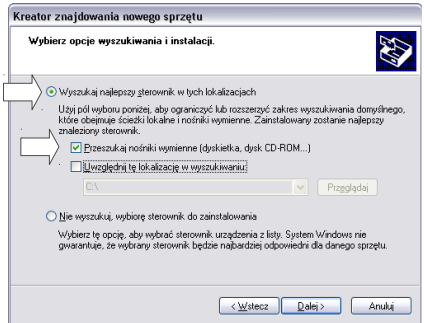 Kreator znajdowania nowego sprzętu
Wybierz opcje wyszukiwania i instalacji.
Wyszukaj najlepszy sterownik w tych lokalizacjach
Użyj pól wyboru poniżej, aby ograniczyć lub rozszerzyć zakres wyszukiwania domyślnego,
które obejmuje ścieżki lokalne i nośniki wymienne. Zainstalowany zostanie najlepszy
znaleziony sterownik.
Przeszukaj nośniki wymienne (dyskietka, dysk CD-ROM...)
Uwzględnij tę lokalizację w wyszukiwaniu:
C:\
Przeglądaj
Nie wyszukuj, wybiorę sterownik do zainstalowania
Wybierz tę opcję, aby wybrać sterownik urządzenia z listy. System Windows nie
gwarantuje, że wybrany sterownik będzie najbardziej odpowiedni dla danego sprzętu.
< Wstecz
Dalej >
Anuluj